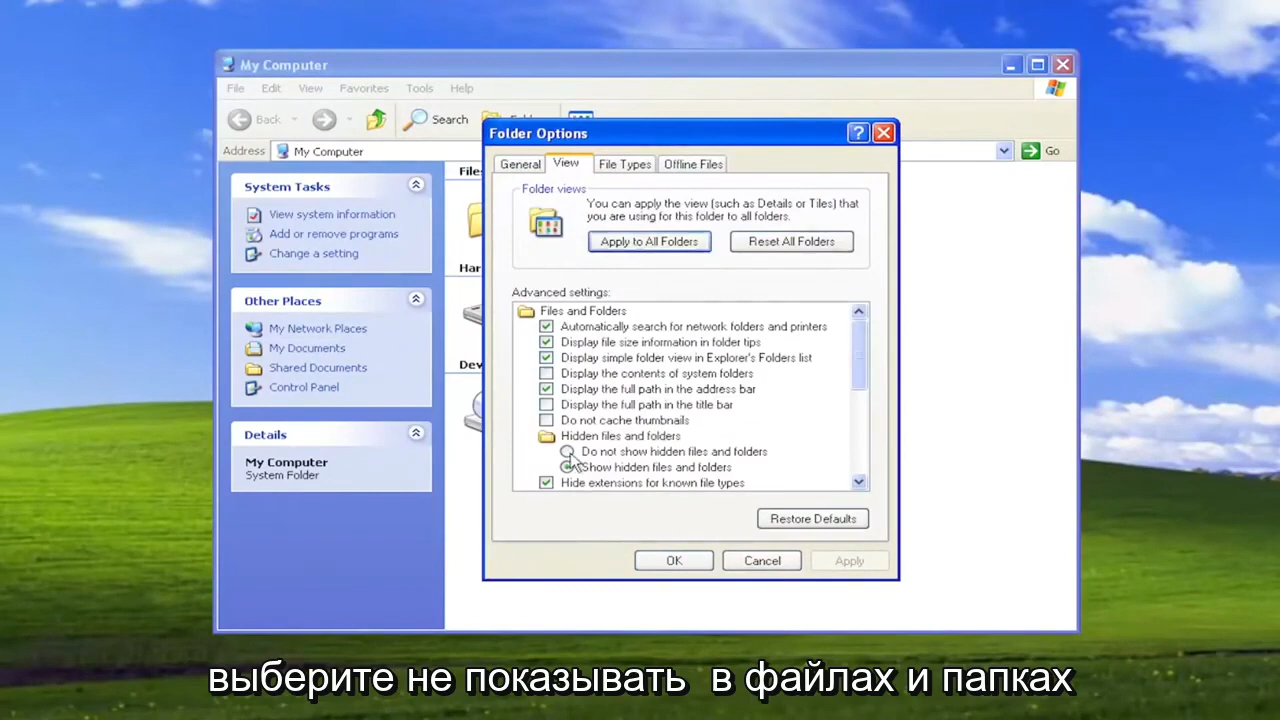 My Computer
File Edit View Favorites Tools Help
Back Search
Address My Computer Go
System Tasks
View system information
Add or remove programs
Change a setting
Other Places
My Network Places
My Documents
Shared Documents
Control Panel
Details
My Computer
System Folder
Folder Options
General View File Types Offline Files
Folder views
You can apply the view (such as Details or Tiles) that
you are using for this folder to all folders.
Apply to All Folders Reset All Folders
Advanced settings:
Files and Folders
Automatically search for network folders and printers
Display file size information in folder tips
Display simple folder view in Explorer's Folders list
Display the contents of system folders
Display the full path in the address bar
Display the full path in the title bar
Do not cache thumbnails
Hidden files and folders
Do not show hidden files and folders
Show hidden files and folders
Hide extensions for known file types
Restore Defaults
OK Cancel Apply
выберите не показывать в файлах и папках